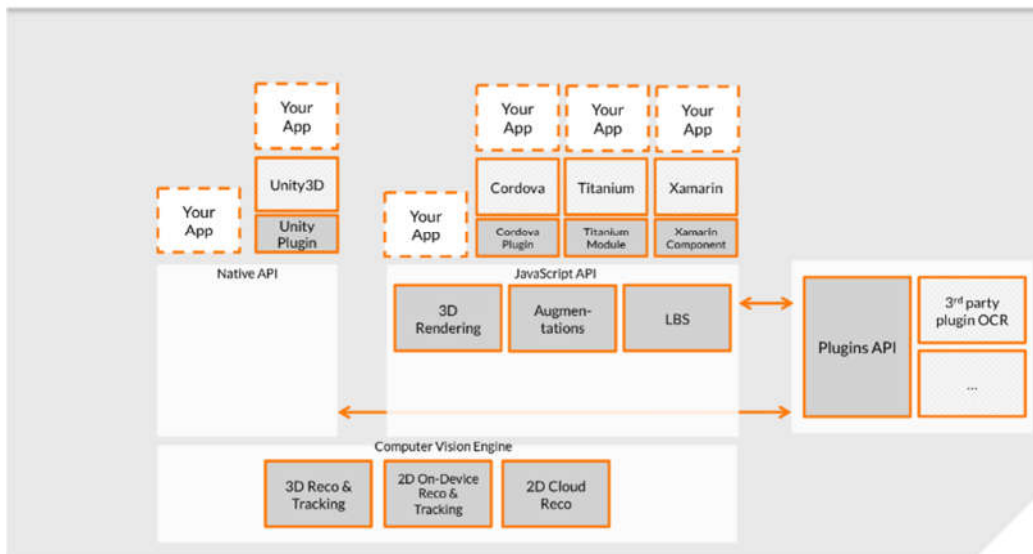 Your
App
Your
App
Your
App
Your
App
Unity3D
Cordova
Titanium
Xamarin
Your
App
Your
App
Unity
Plugin
Cordova
Plugin
Titanium
Module
Xamarin
Component
Native API
JavaScript API
3D
Rendering
Augmen-
tations
LBS
Plugins API
3rd party
plugin OCR
...
Computer Vision Engine
3D Reco &
Tracking
2D On-Device
Reco &
Tracking
2D Cloud
Reco